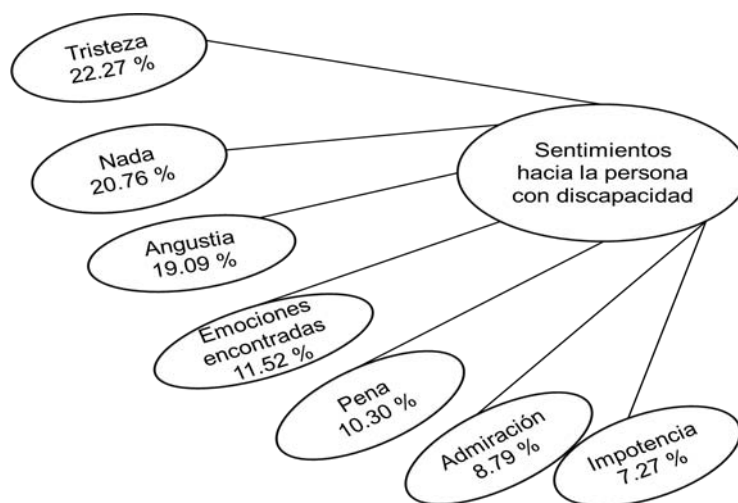 Tristeza
22.27 %
Nada
20.76 %
Angustia
19.09 %
Emociones
encontradas
11.52 %
Pena
10.30 %
Admiración
8.79 %
Impotencia
7.27 %
Sentimientos
hacia la persona
con discapacidad